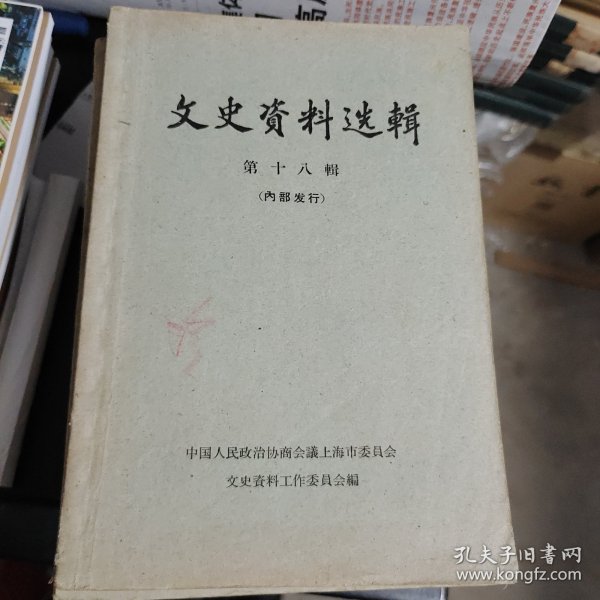 文史資料选輯
第十八輯
(內部发行)
中国人民政治协商会議上海市委員会
文史資料工作委員会編
孔夫子旧书网
www.kongfz.com